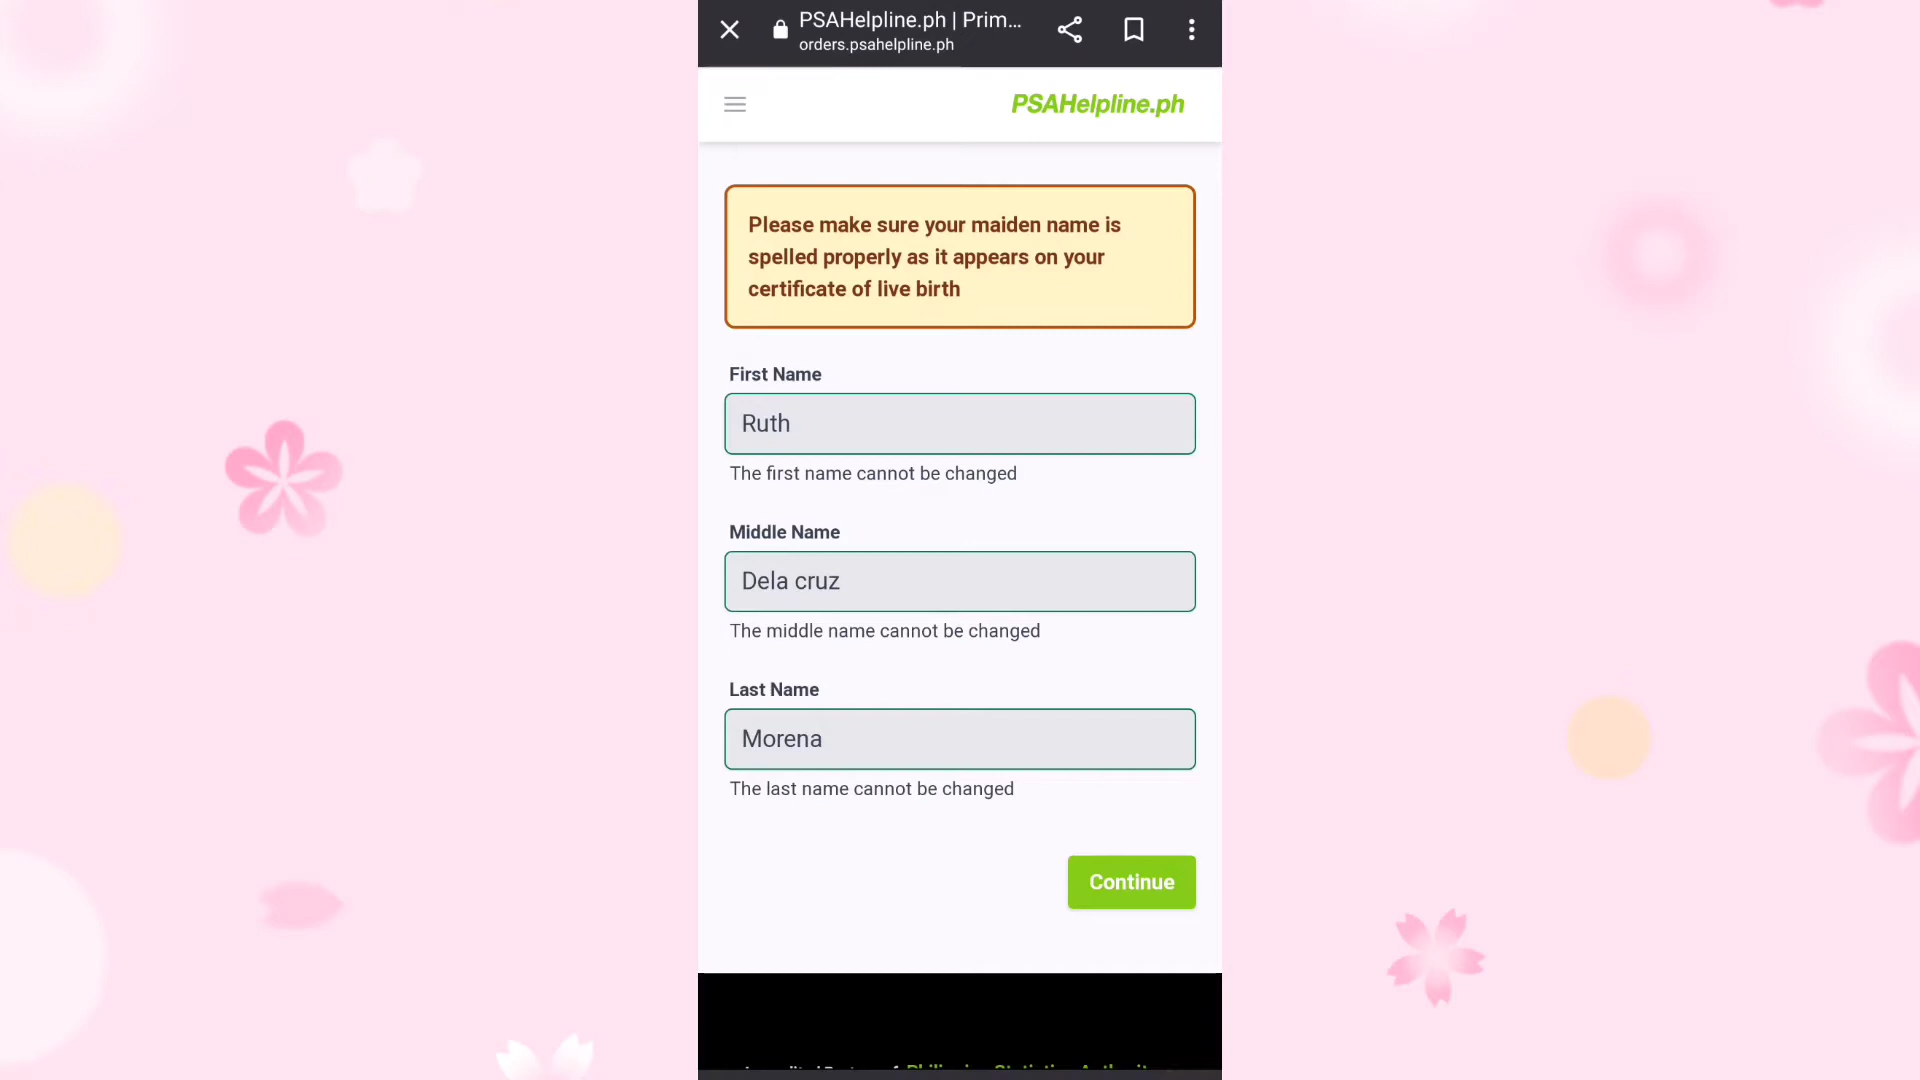 PSAHelpline.ph | Prim...
orders.psahelpline.ph
PSAHelpline.ph
Please make sure your maiden name is
spelled properly as it appears on your
certificate of live birth
First Name
Ruth
The first name cannot be changed
Middle Name
Dela cruz
The middle name cannot be changed
Last Name
Morena
The last name cannot be changed
Continue